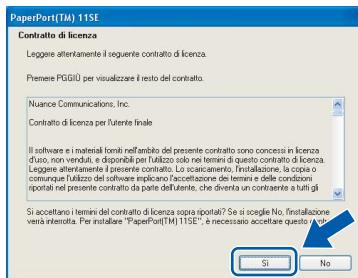 PaperPort(TM) 11SE
Contratto di licenza
Leggere attentamente il seguente contratto di licenza.
Premere PGGIÙ per visualizzare il resto del contratto.
Nuance Communications, Inc.
Contratto di licenza per l'utente finale
Il software e i materiali forniti nell'ambito del presente contratto sono concessi in licenza
d'uso, non venduti, e disponibili per l'utilizzo solo nei termini di questo contratto di licenza.
Leggere attentamente il presente contratto. Lo scaricamento, l'installazione, la copia o
comunque l'utilizzo del software implicano l'accettazione dei termini e delle condizioni
riportati nel presente contratto da parte dell'utente, che diventa un contraente a tutti gli
Si accettano i termini del contratto di licenza sopra riportati? Se si sceglie No, l'installazione
verrà interrotta. Per installare "PaperPort(TM) 11SE", è necessario accettare questo
Sì
No